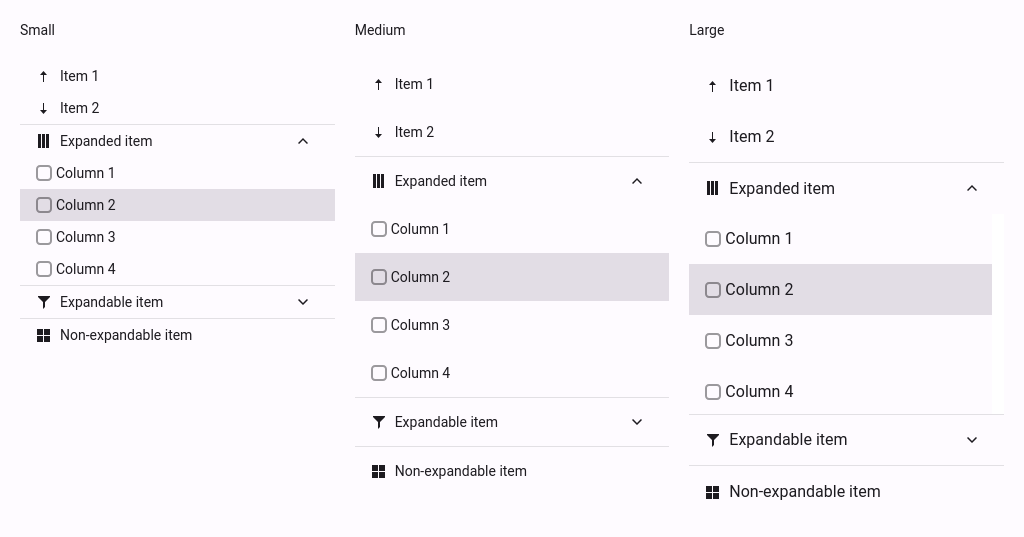 Small
Item 1
Item 2
Expanded item
Column 1
Column 2
Column 3
Column 4
Expandable item
Non-expandable item
Medium
Item 1
Item 2
Expanded item
Column 1
Column 2
Column 3
Column 4
Expandable item
Non-expandable item
Large
Item 1
Item 2
Expanded item
Column 1
Column 2
Column 3
Column 4
Expandable item
Non-expandable item